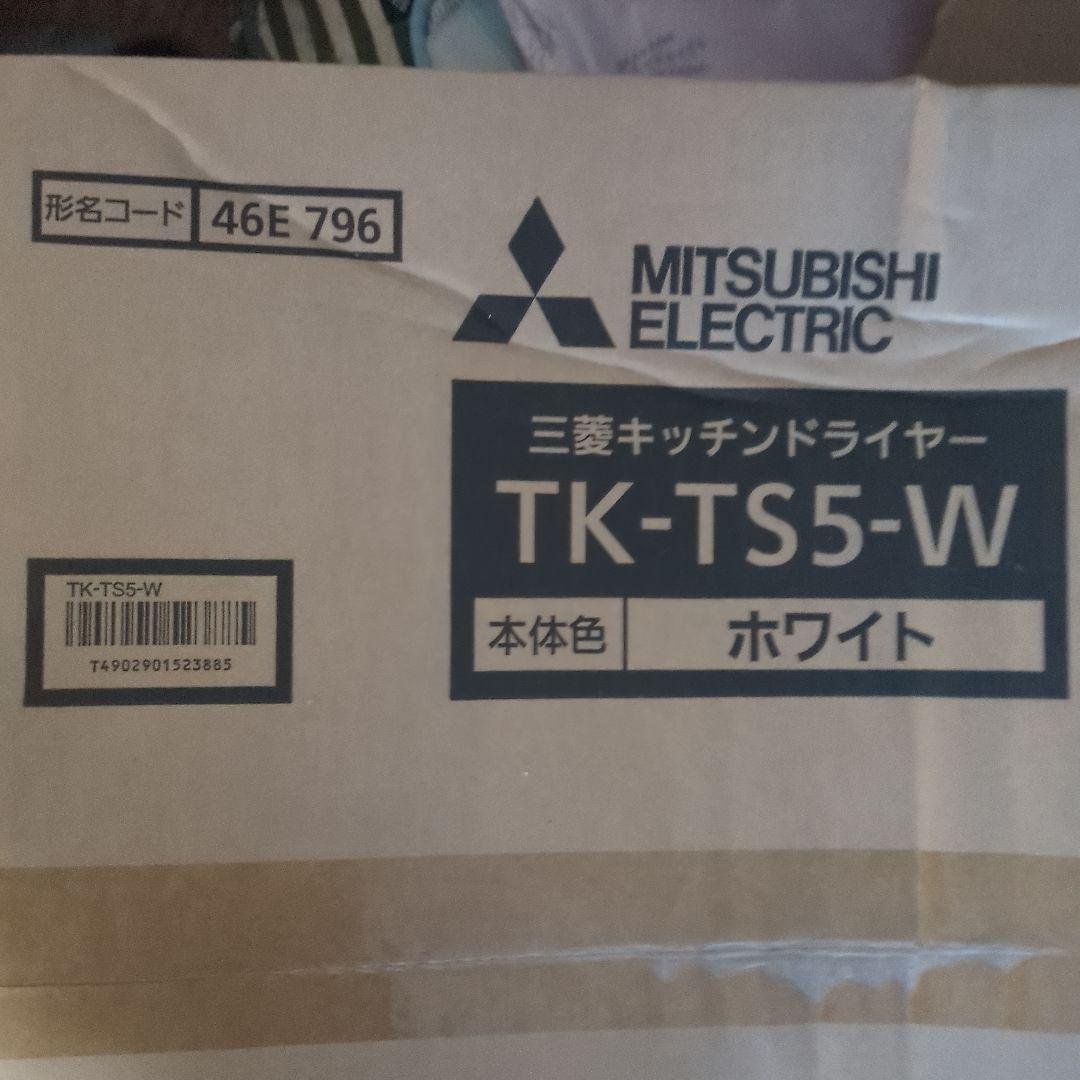 形名コード 46E 796
MITSUBISHI
ELECTRIC
三菱キッチンドライヤー
TK-TS5-W
本体色 ホワイト
TK-TS5-W
T4902901523885